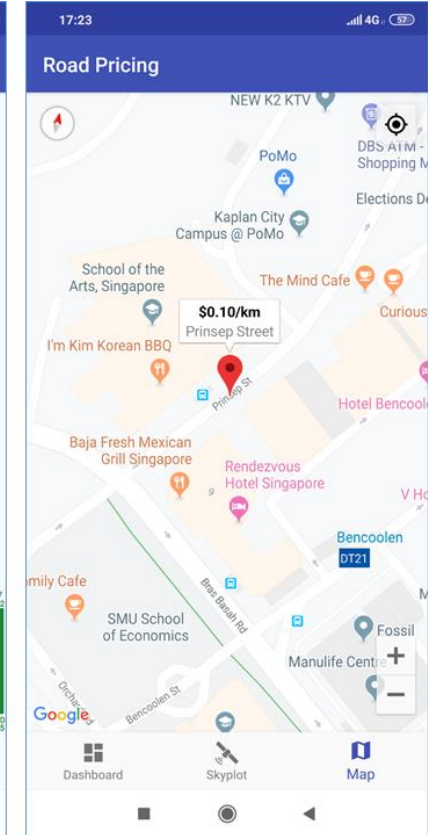 17:23
4G
57
Road Pricing
NEW K2 KTV
DBS ATM -
Shopping M
PoMo
Elections De
Kaplan City
Campus @ PoMo
School of the
Arts, Singapore
The Mind Cafe
$0.10/km
Prinsep Street
Curious
I'm Kim Korean BBQ
Prinsep St
Hotel Bencool
Baja Fresh Mexican
Grill Singapore
Rendezvous
Hotel Singapore
V Ho
Bencoolen
DT21
mily Cafe
Bras Basah Rd
SMU School
of Economics
Fossil
Manulife Centre
Orchard Rd
Bencoolen St
Google
Dashboard
Skyplot
Map